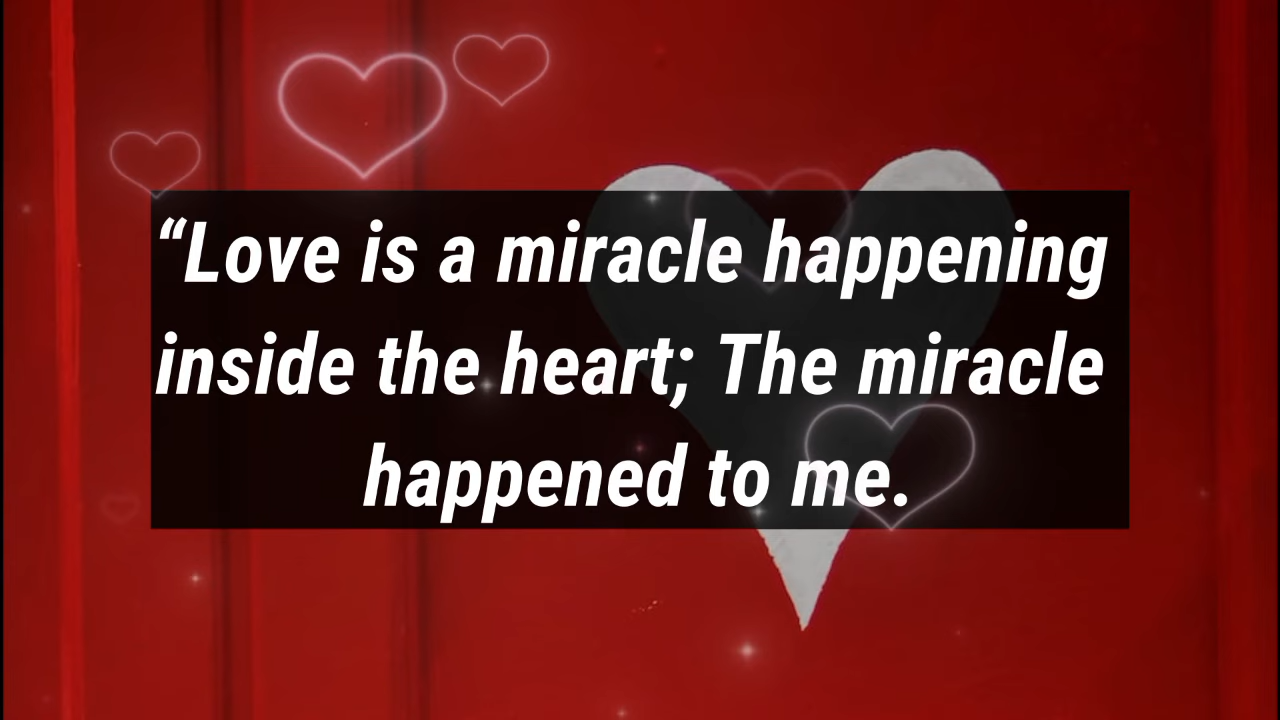 “Love is a miracle happening
inside the heart; The miracle
happened to me.